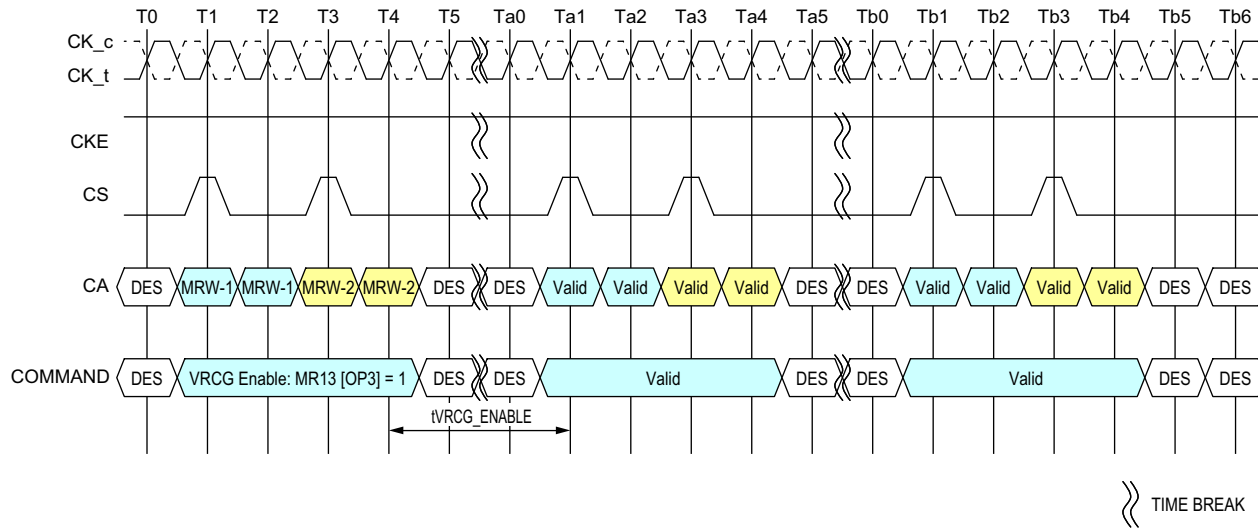 T0 T1 T2 T3 T4 T5 Ta0 Ta1 Ta2 Ta3 Ta4 Ta5 Tb0 Tb1 Tb2 Tb3 Tb4 Tb5 Tb6
CK_c
CK_t
CKE
CS
CA DES MRW-1 MRW-1 MRW-2 MRW-2 DES DES Valid Valid Valid Valid DES DES Valid Valid Valid Valid DES DES
COMMAND DES VRCG Enable: MR13 [OP3] = 1 DES DES Valid DES DES Valid DES DES
tVRCG_ENABLE
TIME BREAK